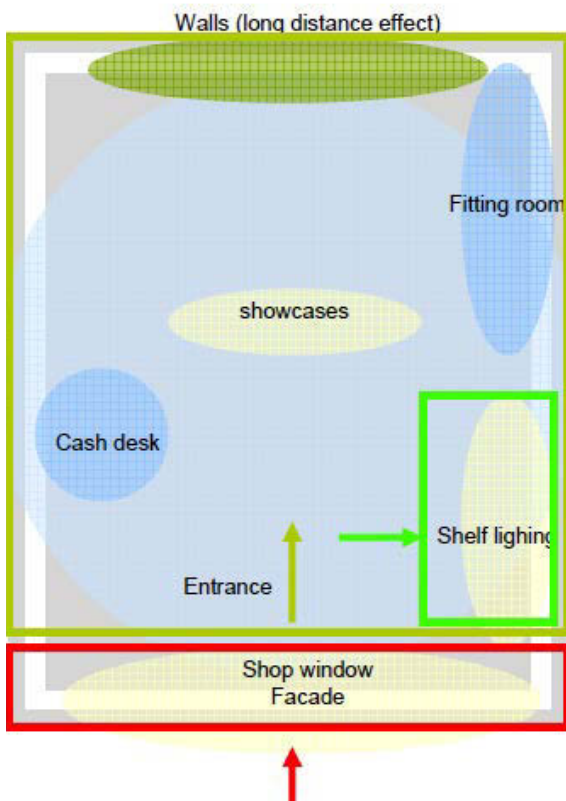 Walls (long distance effect)
Fitting room
showcases
Cash desk
Shelf lighing
Entrance
Shop window
Facade